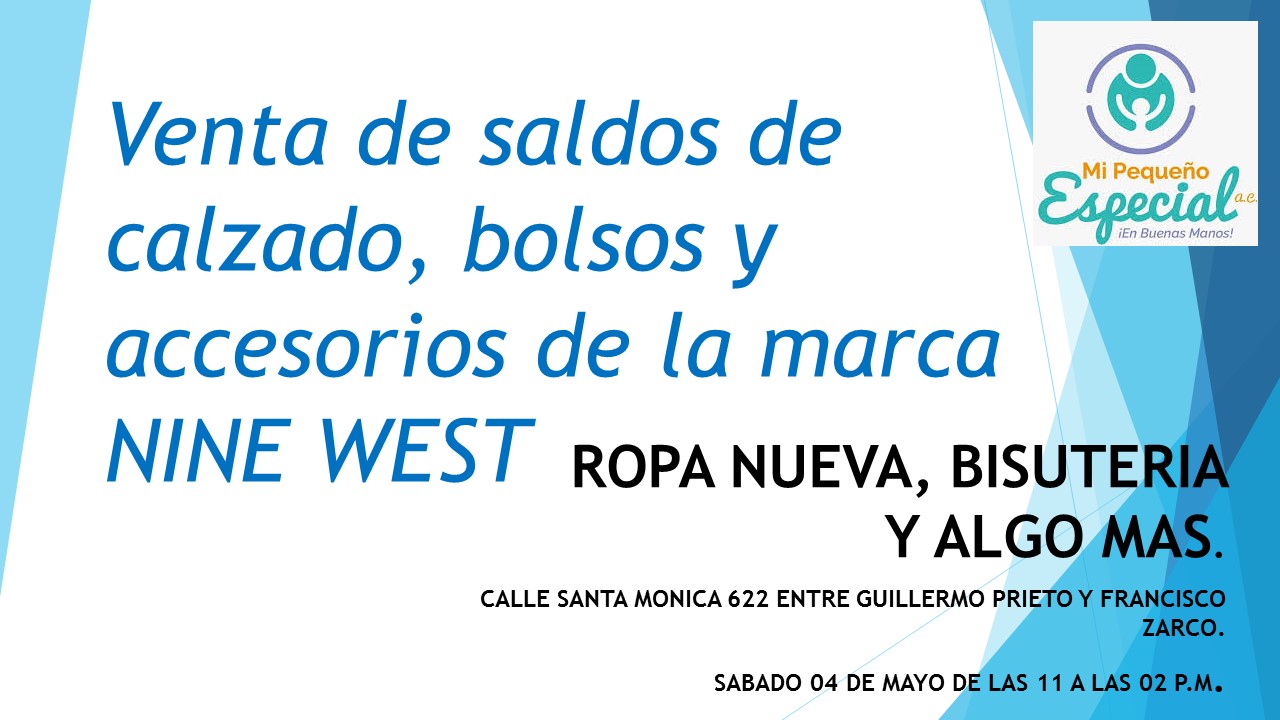 Venta de saldos de
calzado, bolsos y
accesorios de la marca
NINE WEST
ROPA NUEVA, BISUTERIA
Y ALGO MAS.
CALLE SANTA MONICA 622 ENTRE GUILLERMO PRIETO Y FRANCISCO
ZARCO.
SABADO 04 DE MAYO DE LAS 11 A LAS 02 P.M.
Mi Pequeño
Especial a.c.
¡En Buenas Manos!